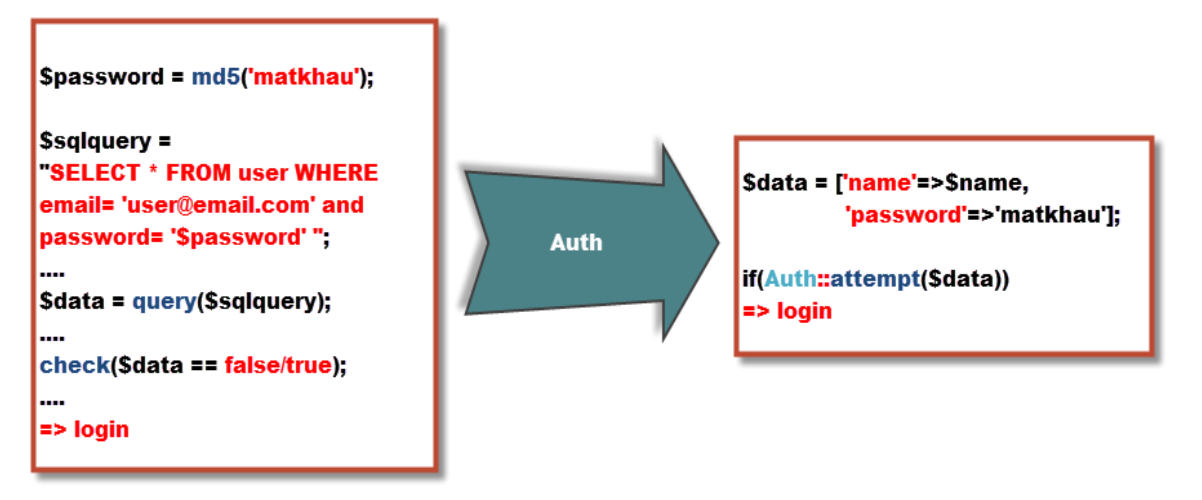 $password = md5('matkhau');
$sqlquery =
"SELECT * FROM user WHERE
email= 'user@email.com' and
password= '$password' ";
....
$data = query($sqlquery);
....
check($data == false/true);
....
=> login
Auth
$data = ['name'=>$name,
'password'=>'matkhau'];
if(Auth::attempt($data))
=> login